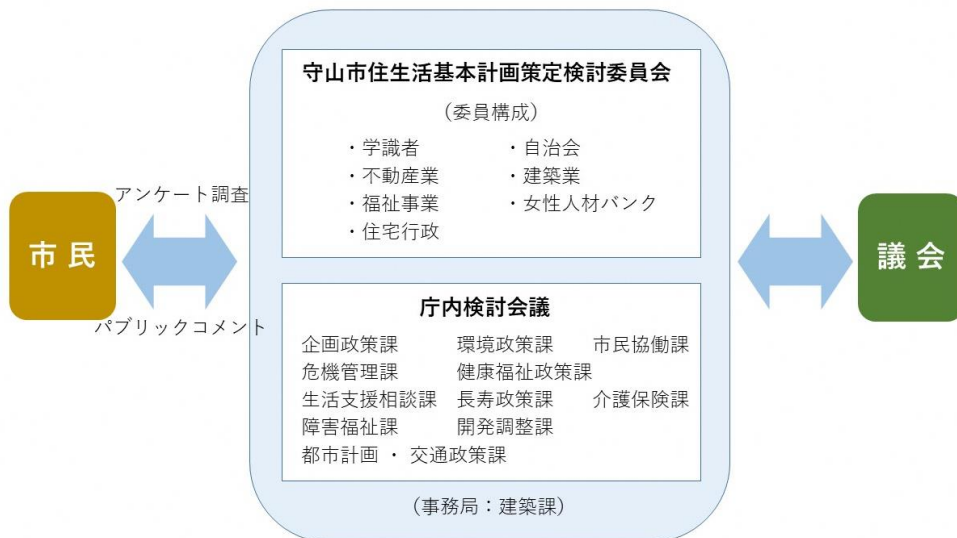 守山市住生活基本計画策定検討委員会
（委員構成）
・学識者 ・自治会
・不動産業 ・建築業
・福祉事業 ・女性人材バンク
・住宅行政
アンケート調査
市 民
パブリックコメント
議 会
庁内検討会議
企画政策課 環境政策課 市民協働課
危機管理課 健康福祉政策課
生活支援相談課 長寿政策課 介護保険課
障害福祉課 開発調整課
都市計画 ・ 交通政策課
（事務局：建築課）